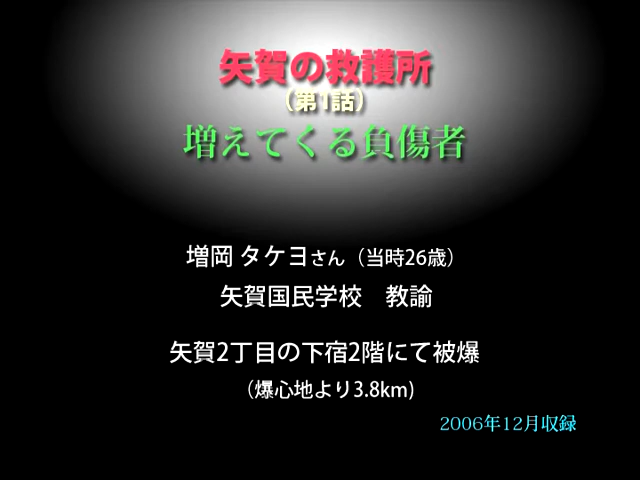 矢賀の救護所
（第1話）
増えてくる負傷者
増岡 タケヨさん（当時26歳）
矢賀国民学校　教諭
矢賀2丁目の下宿2階にて被爆
（爆心地より3.8km)
2006年12月収録